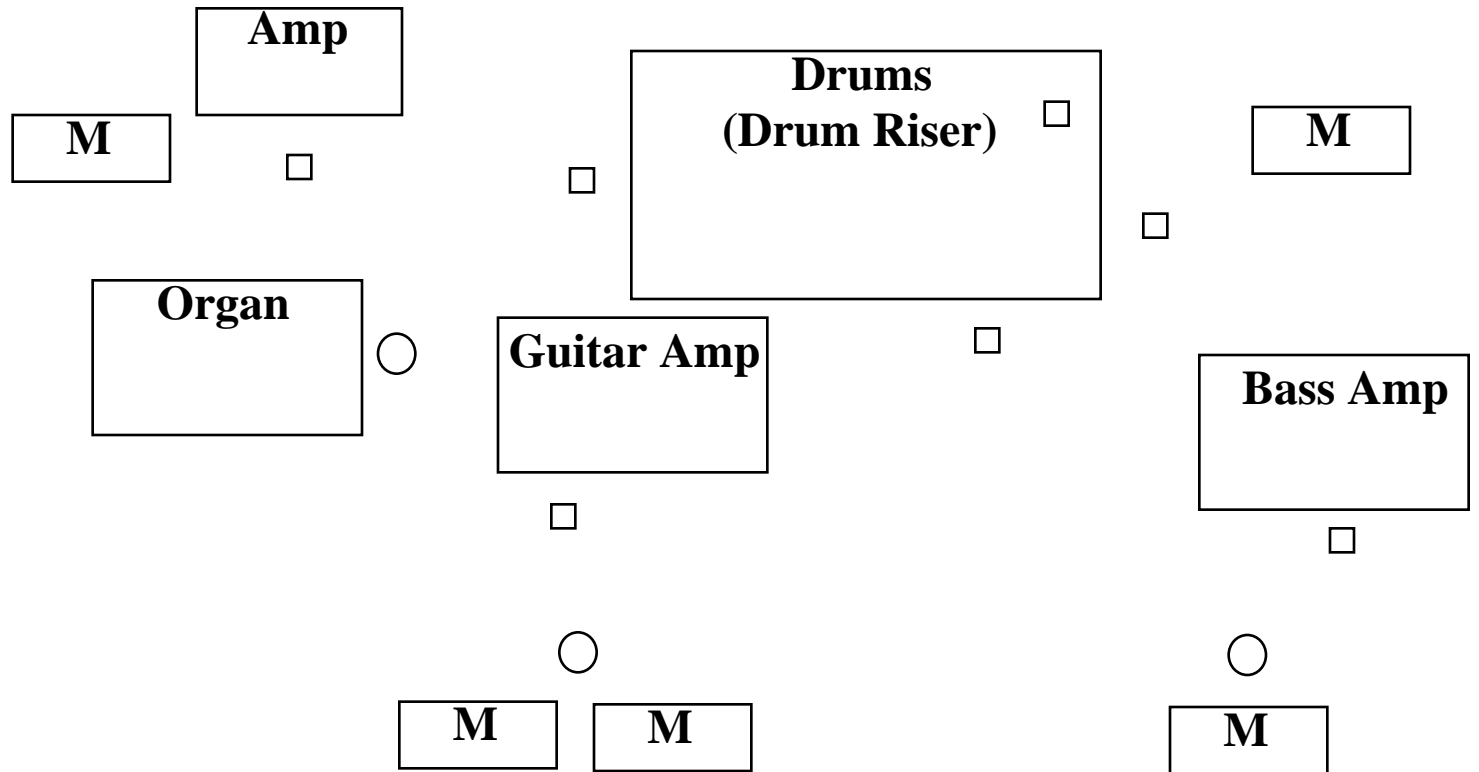 Amp
Drums
(Drum Riser)
M
M
Organ
Guitar Amp
Bass Amp
M
M
M